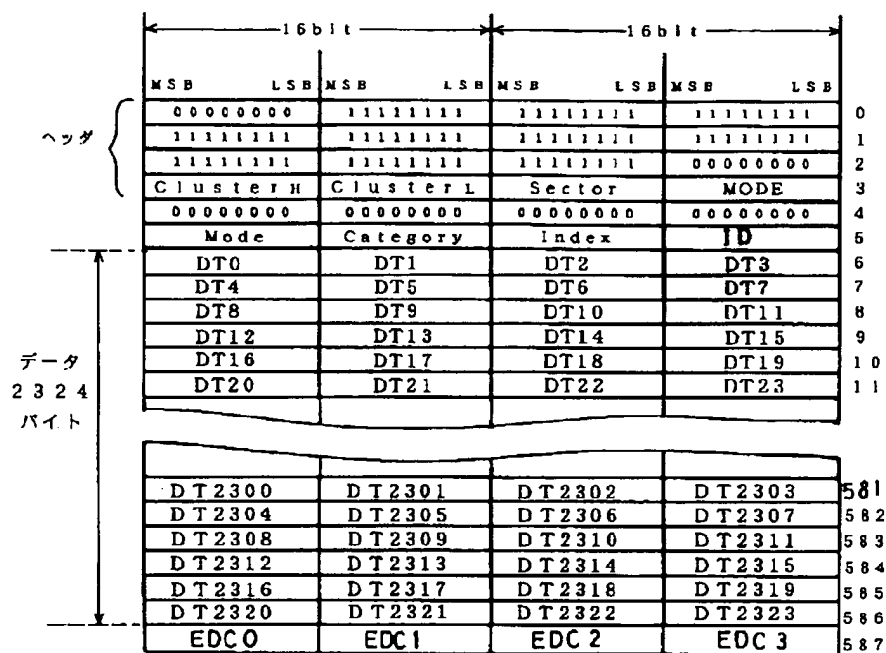 16bit 16bit
MSB LSB MSB LSB MSB LSB MSB LSB
ヘッダ
00000000 11111111 11111111 11111111 0
11111111 11111111 11111111 11111111 1
11111111 11111111 11111111 00000000 2
ClusterH ClusterL Sector MODE 3
00000000 00000000 00000000 00000000 4
Mode Category Index ID 5
DT0 DT1 DT2 DT3 6
DT4 DT5 DT6 DT7 7
DT8 DT9 DT10 DT11 8
DT12 DT13 DT14 DT15 9
DT16 DT17 DT18 DT19 10
DT20 DT21 DT22 DT23 11
データ
2324
バイト
DT2300 DT2301 DT2302 DT2303 581
DT2304 DT2305 DT2306 DT2307 582
DT2308 DT2309 DT2310 DT2311 583
DT2312 DT2313 DT2314 DT2315 584
DT2316 DT2317 DT2318 DT2319 585
DT2320 DT2321 DT2322 DT2323 586
EDC0 EDC1 EDC2 EDC3 587